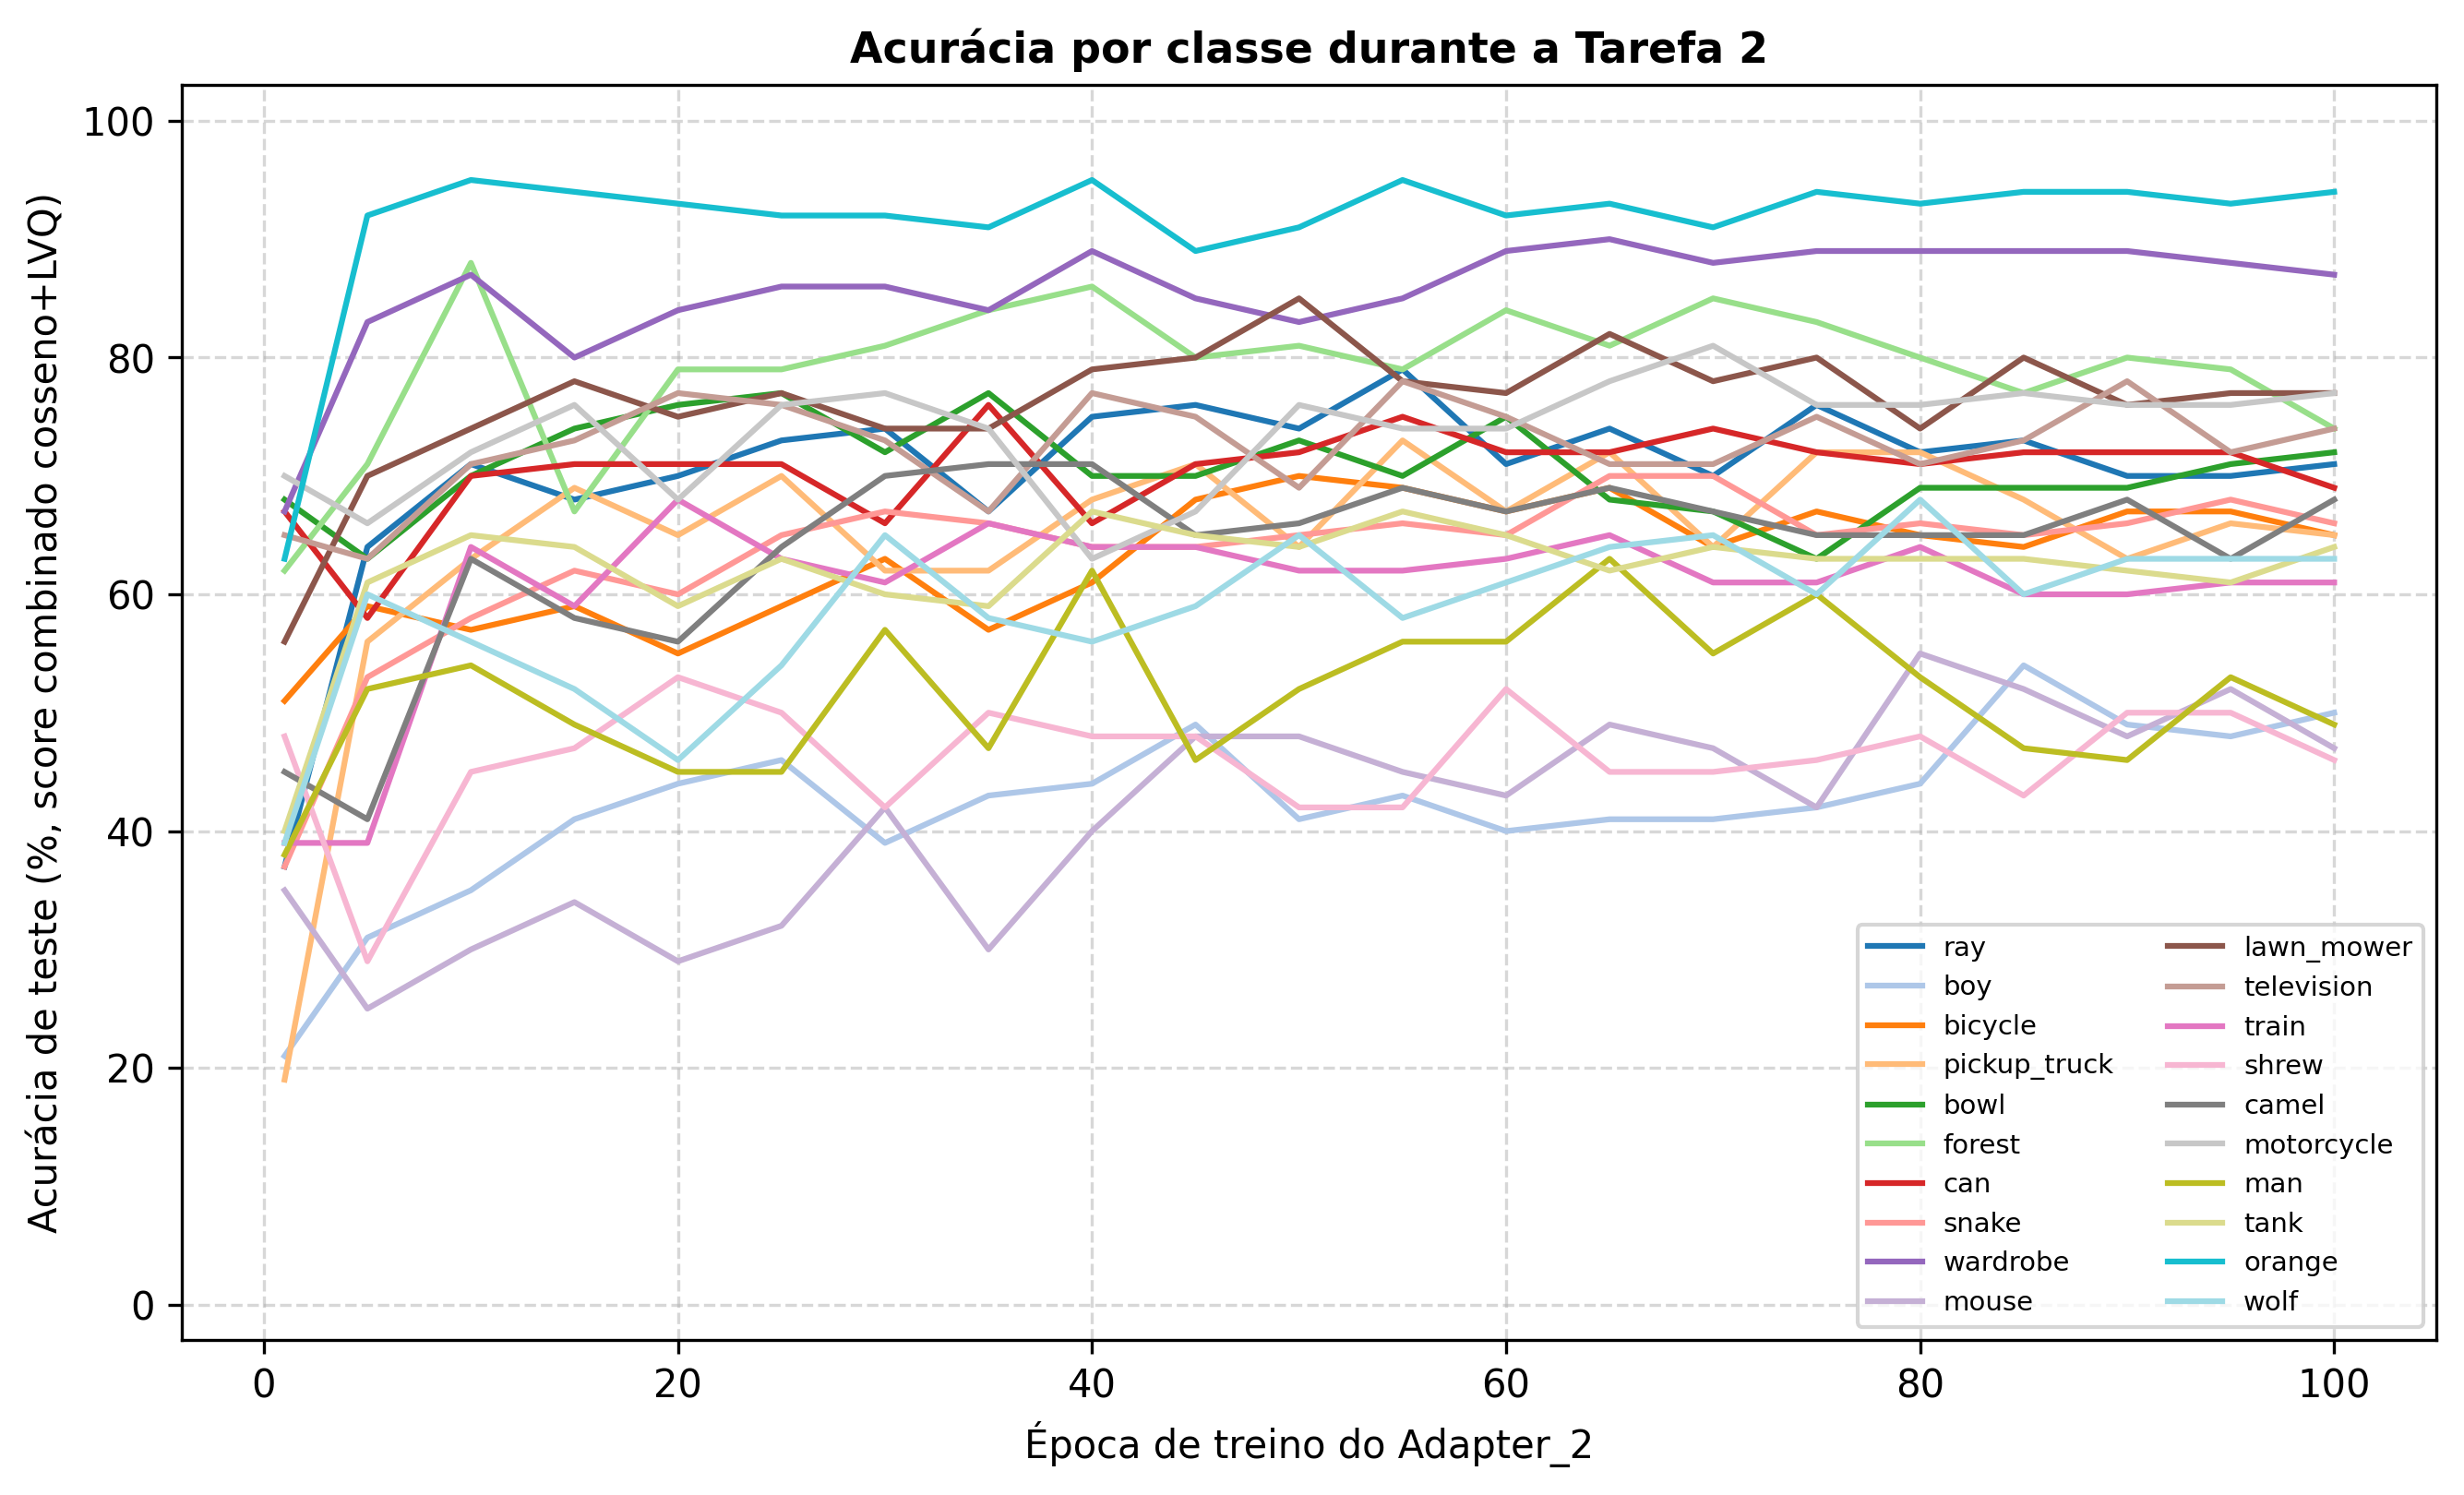 Acurácia por classe durante a Tarefa 2
Acurácia de teste (%, score combinado cosseno+LVQ)
100
80
60
40
20
0
0
20
40
60
80
100
Época de treino do Adapter_2
ray
boy
bicycle
pickup_truck
bowl
forest
can
snake
wardrobe
mouse
lawn_mower
television
train
shrew
camel
motorcycle
man
tank
orange
wolf